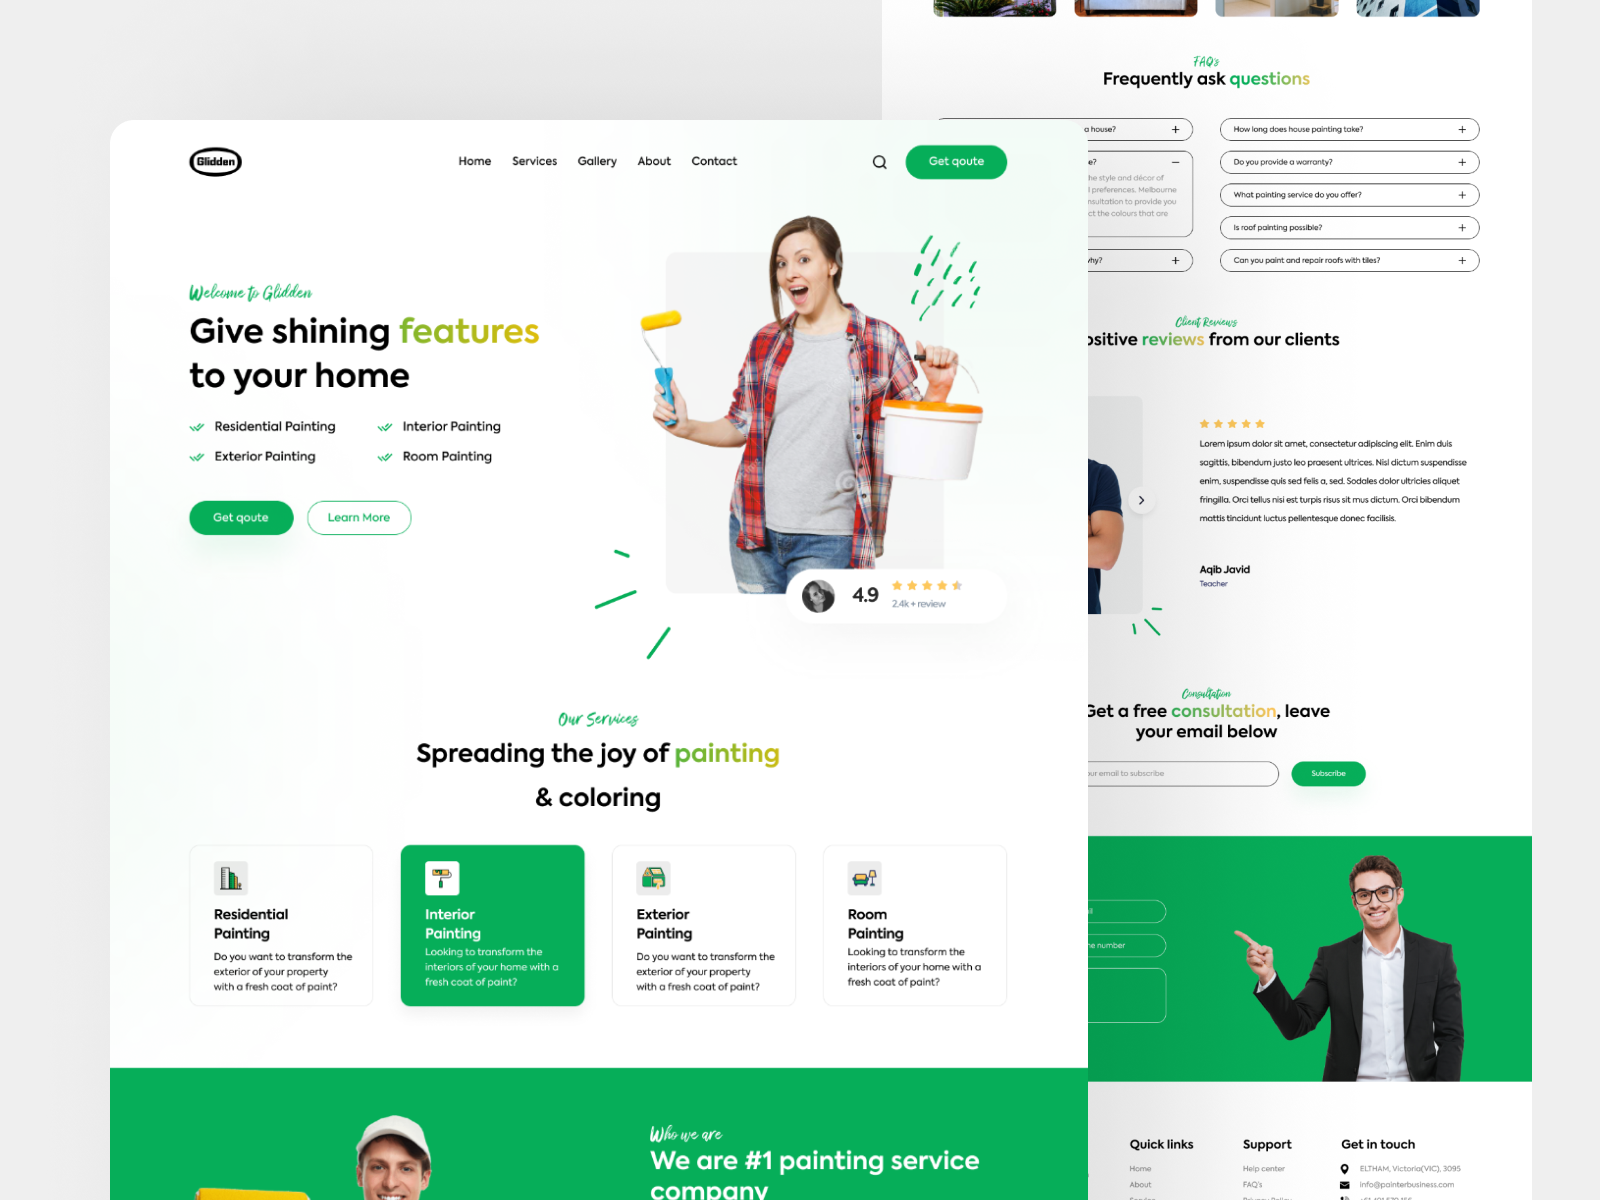 Glidden
Home
Services
Gallery
About
Contact
Get qoute
Welcome to Glidden
Give shining features
to your home
Residential Painting
Interior Painting
Exterior Painting
Room Painting
Get qoute
Learn More
4.9
2.4k + review
Our Services
Spreading the joy of painting
& coloring
Residential
Painting
Do you want to transform the
exterior of your property
with a fresh coat of paint?
Interior
Painting
Looking to transform the
interiors of your home with a
fresh coat of paint?
Exterior
Painting
Do you want to transform the
exterior of your property
with a fresh coat of paint?
Room
Painting
Looking to transform the
interiors of your home with a
fresh coat of paint?
Who we are
We are #1 painting service
company
FAQ's
Frequently ask questions
a house?
the style and décor of
preferences. Melbourne
to provide you
the colours that are
How long does house painting take?
Do you provide a warranty?
What painting service do you offer?
Is roof painting possible?
Can you paint and repair roofs with tiles?
Client Reviews
reviews from our clients
Lorem ipsum dolor sit amet, consectetur adipiscing elit. Enim duis
sagittis, bibendum justo leo praesent ultrices. Nisl dictum suspendisse
enim, suspendisse quis sed felis a, sed. Sodales dolor ultricies aliquet
fringilla. Orci tellus nisi est turpis risus sit mus dictum. Orci bibendum
mattis tincidunt luctus pellentesque donec facilisis.
Aqib Javid
Teacher
Consultation
Get a free consultation, leave
your email below
email to subscribe
Subscribe
number
Quick links
Home
About
Support
Help center
FAQ's
Get in touch
ELTHAM, Victoria(VIC), 3095
info@painterbusiness.com